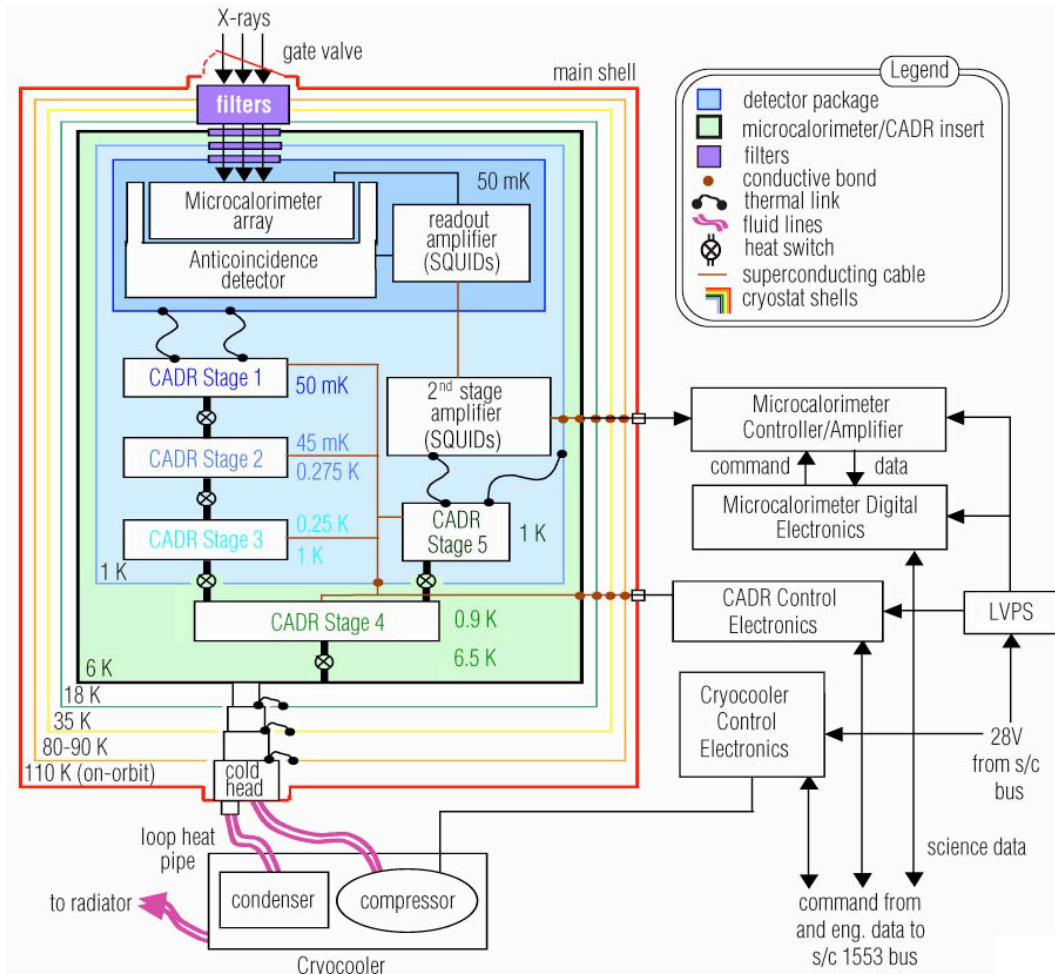 X-rays
gate valve
main shell
filters
50 mK
Microcalorimeter
array
readout
amplifier
(SQUIDs)
Anticoincidence
detector
CADR Stage 1
50 mK
2nd stage
amplifier
(SQUIDs)
CADR Stage 2
45 mK
0.275 K
CADR Stage 3
0.25 K
1 K
CADR
Stage 5
1 K
1 K
CADR Stage 4
0.9 K
6.5 K
6 K
18 K
35 K
80-90 K
110 K (on-orbit)
cold
head
loop heat
pipe
to radiator
condenser
compressor
Cryocooler
Legend
detector package
microcalorimeter/CADR insert
filters
conductive bond
thermal link
fluid lines
heat switch
superconducting cable
cryostat shells
Microcalorimeter
Controller/Amplifier
command
data
Microcalorimeter Digital
Electronics
CADR Control
Electronics
LVPS
Cryocooler
Control
Electronics
28V
from s/c
bus
science data
command from
and eng. data to
s/c 1553 bus